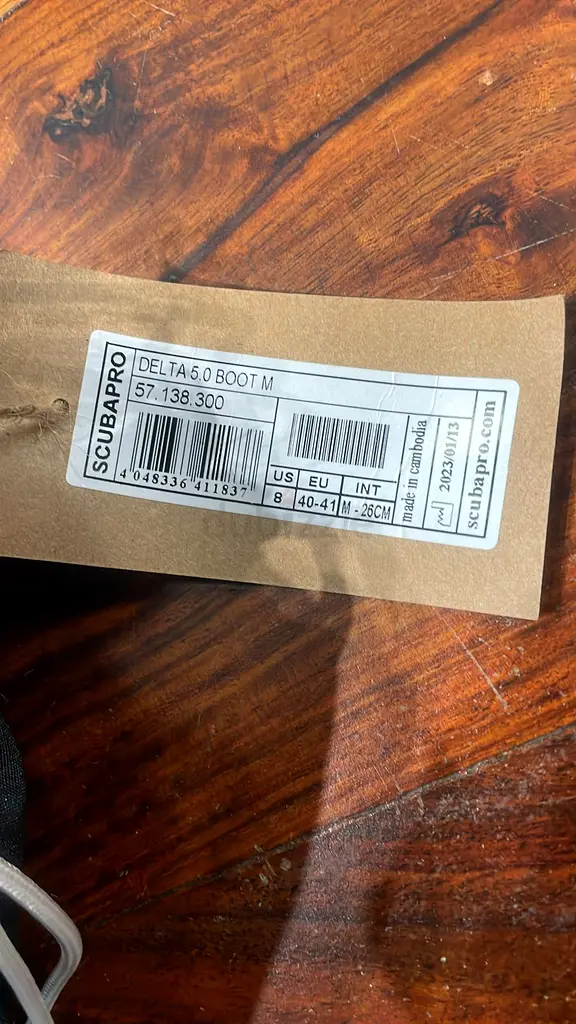 SCUBAPRO
DELTA 5.0 BOOT M
57.138.300
4 048336 411837
US EU INT
8 40-41 M - 26CM
made in cambodia
2023/01/13
scubapro.com